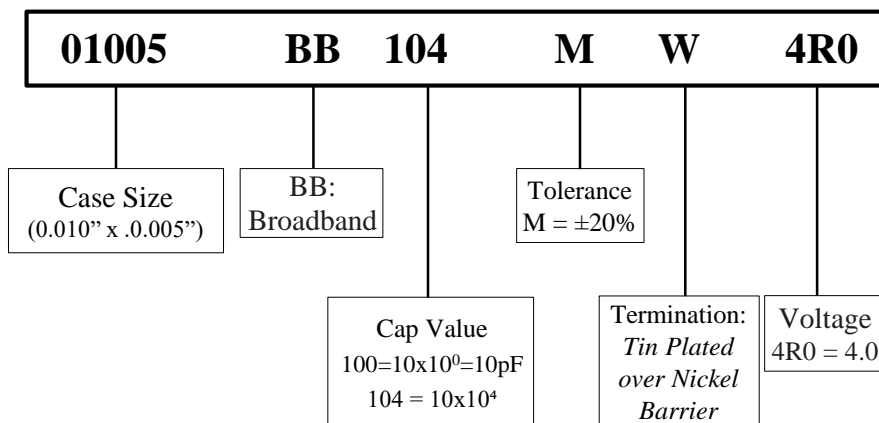 01005 BB 104 M W 4R0
Case Size
(0.010” x .0.005”)
BB:
Broadband
Tolerance
M = ±20%
Cap Value
100=10x10⁰=10pF
104 = 10x10⁴
Termination:
Tin Plated
over Nickel
Barrier
Voltage
4R0 = 4.0